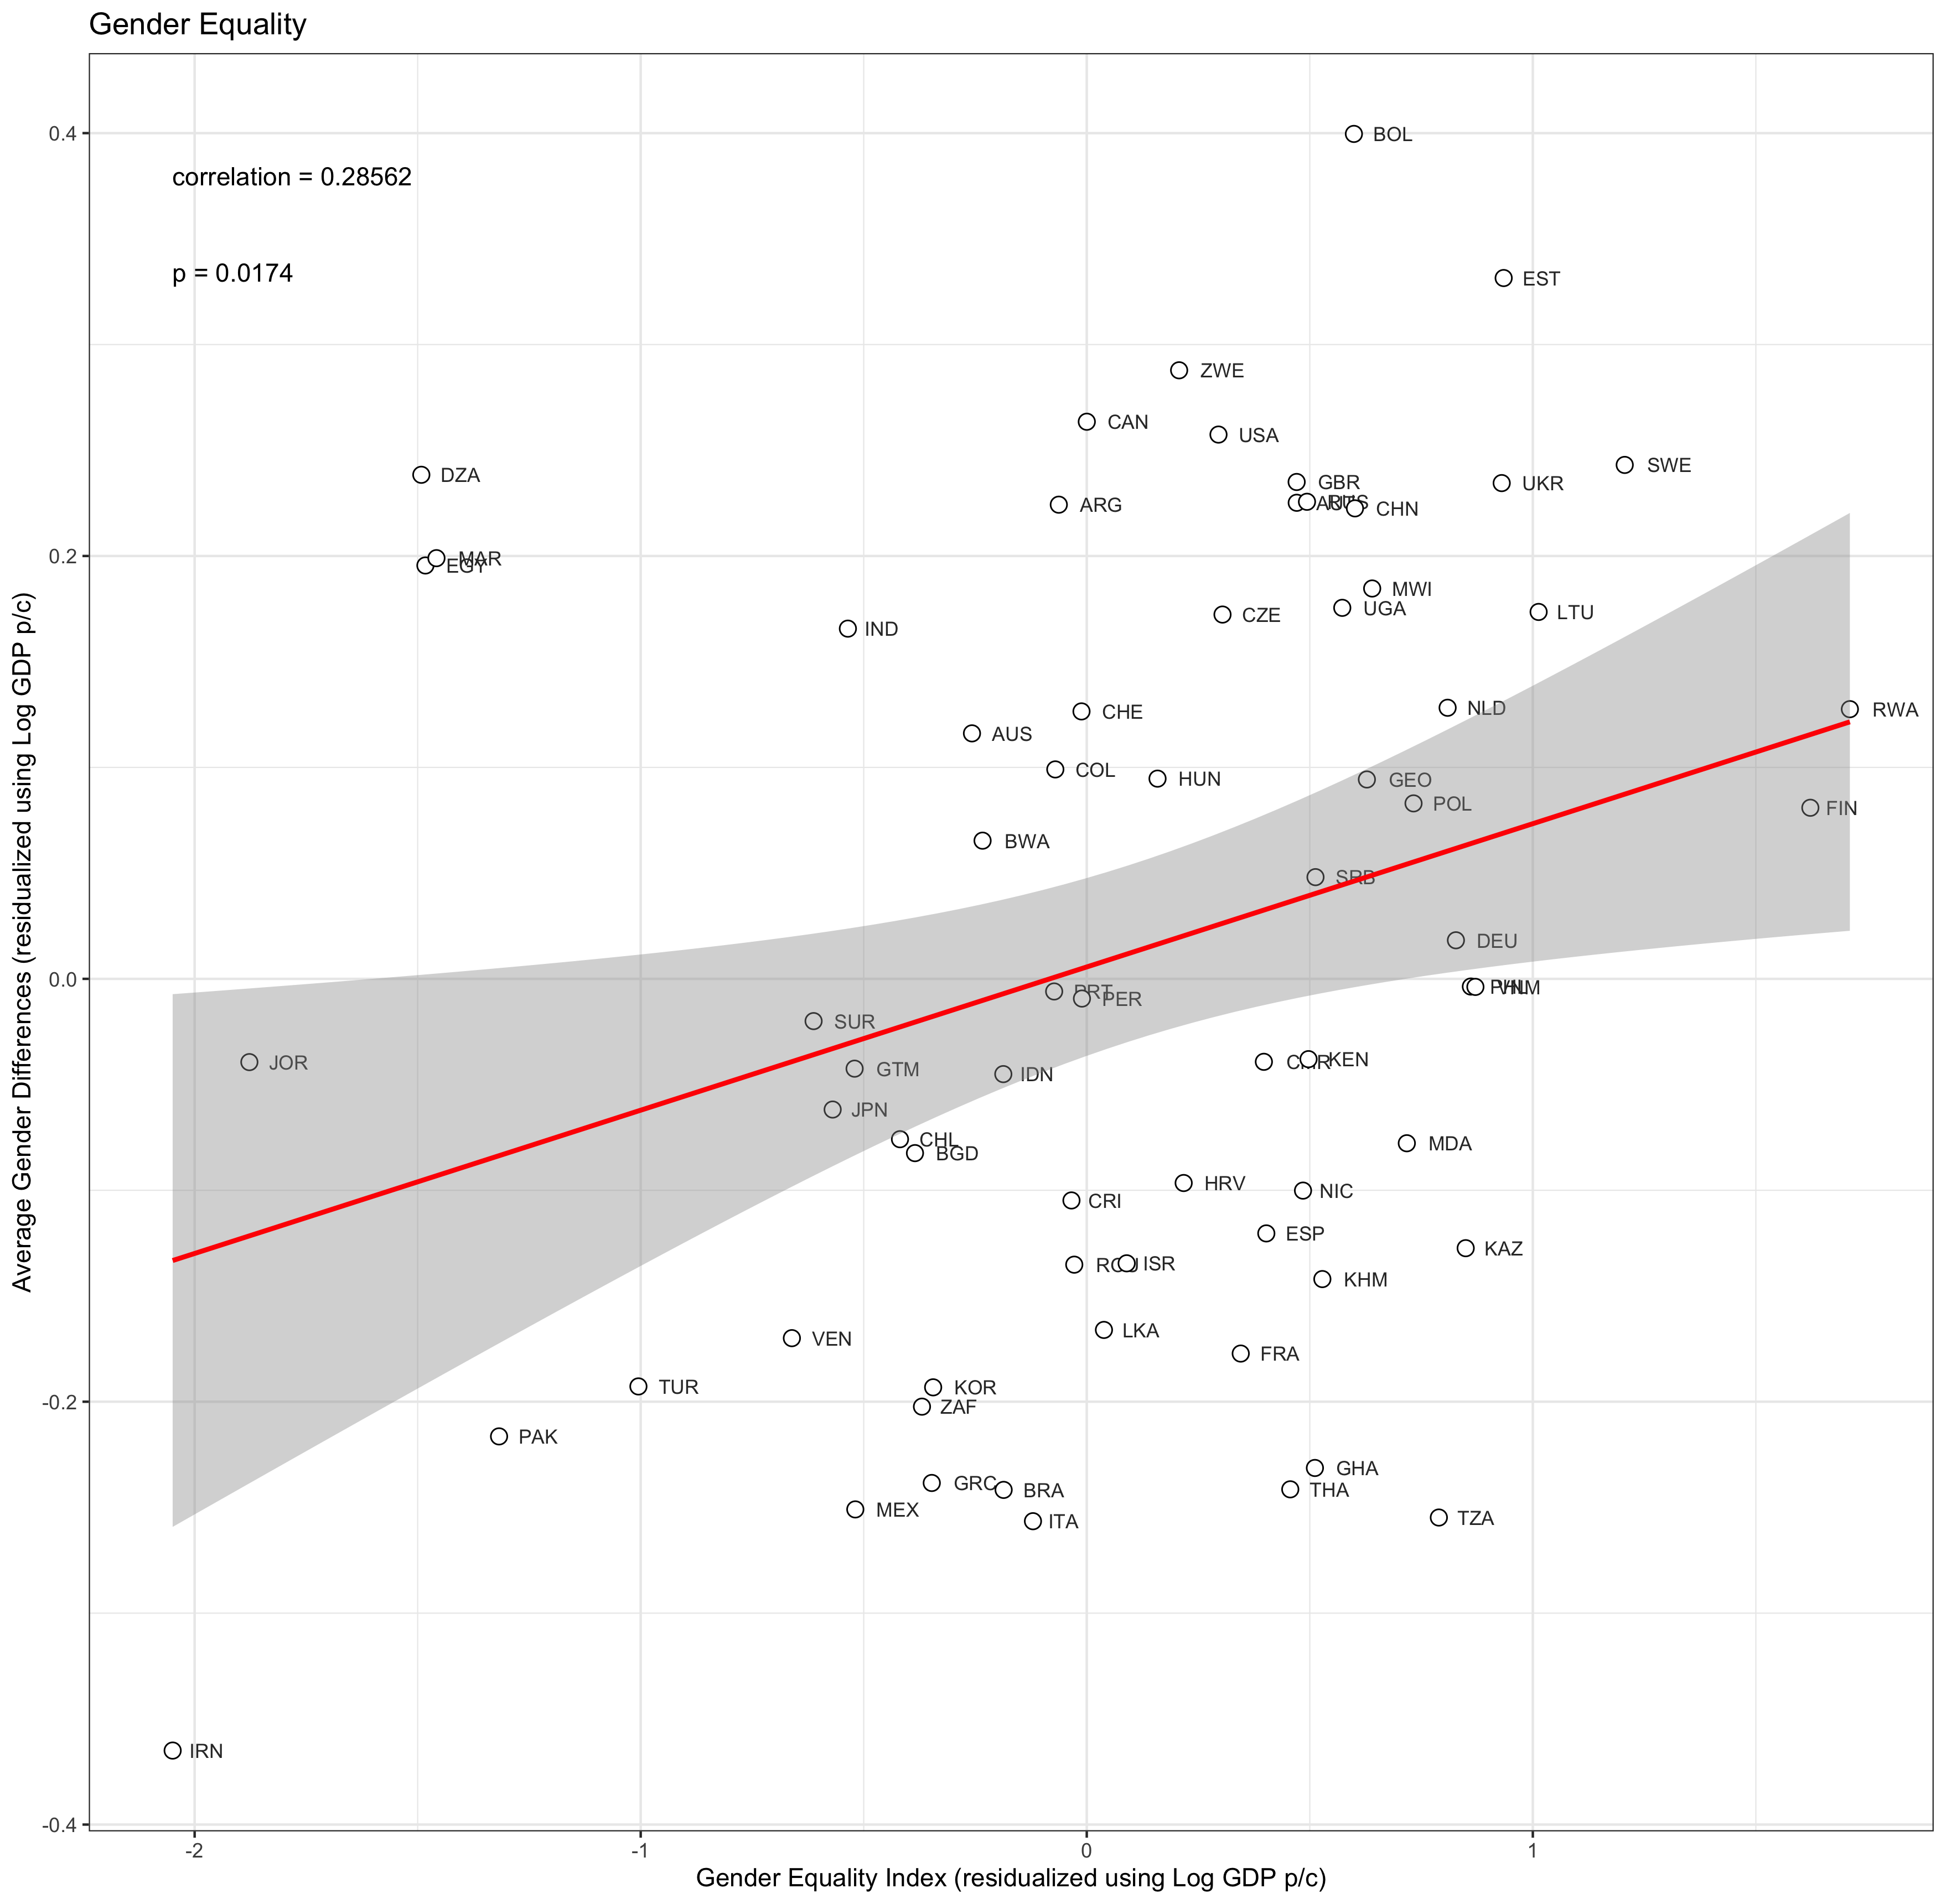 Gender Equality
0.4
BOL
correlation = 0.28562
p = 0.0174
EST
ZWE
CAN
USA
SWE
DZA
GBR
UKR
ARG
RUS
CHN
0.2
MAR
EGY
MWI
UGA
LTU
CZE
IND
NLD
RWA
CHE
AUS
COL
HUN
GEO
POL
FIN
BWA
SRB
DEU
0.0
PHL
VNM
PRT
PER
SUR
JOR
KEN
GTM
IDN
JPN
CHL
BGD
MDA
HRV
NIC
CRI
ESP
KAZ
ROU
ISR
KHM
LKA
VEN
FRA
TUR
KOR
-0.2
ZAF
PAK
GHA
GRC
BRA
THA
MEX
TZA
ITA
IRN
-0.4
-2
-1
0
1
Gender Equality Index (residualized using Log GDP p/c)
Average Gender Differences (residualized using Log GDP p/c)